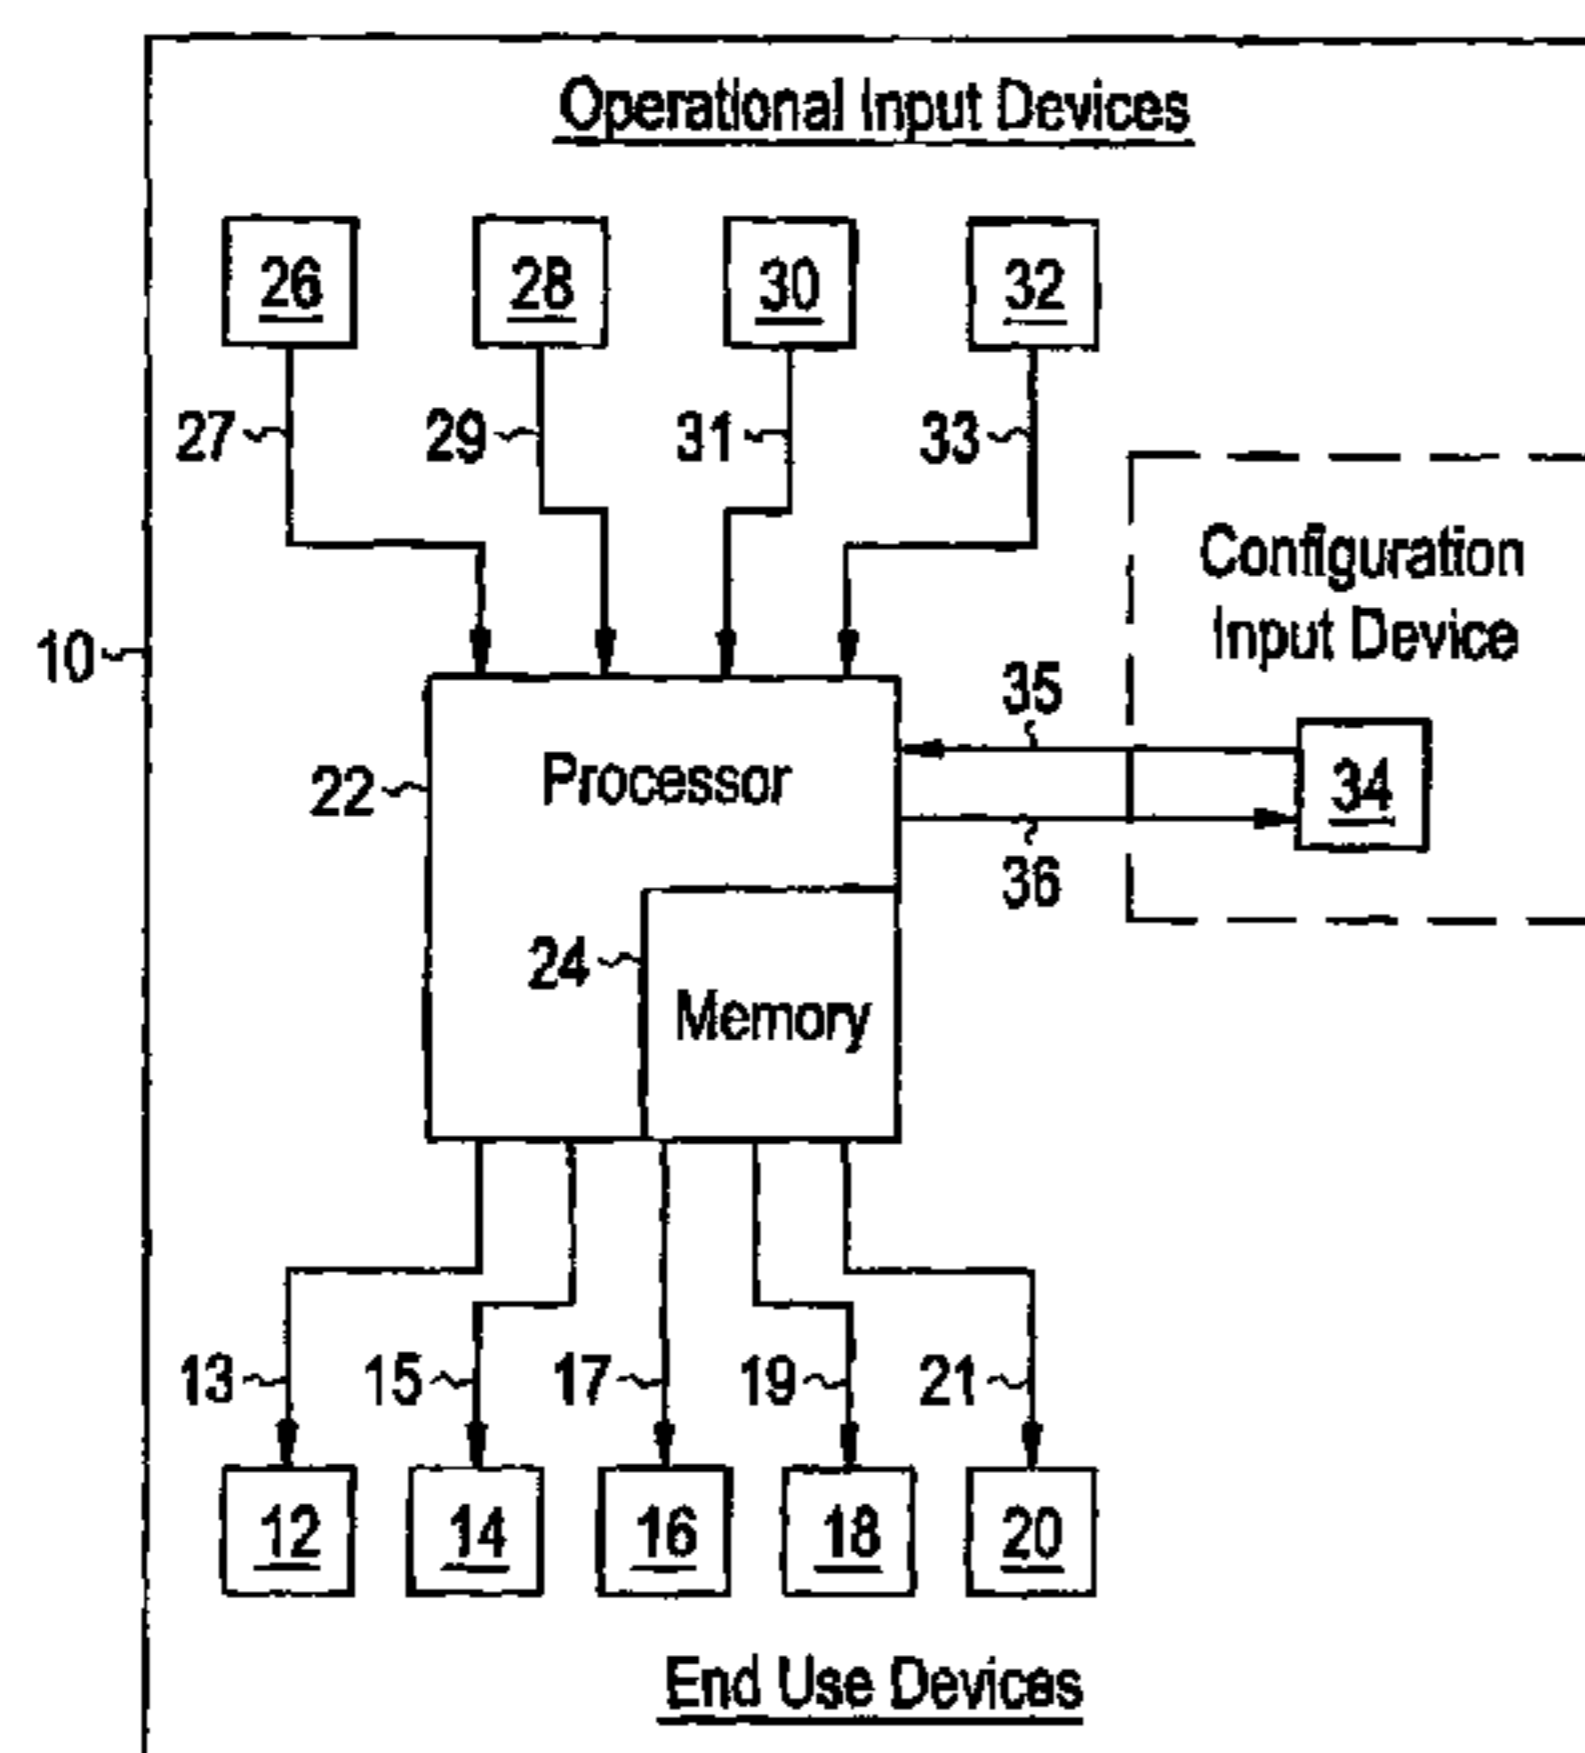 Operational Input Devices
26 28 30 32
27 29 31 33
Configuration
Input Device
10
35
22 Processor 34
36
24
Memory
13 15 17 19 21
12 14 16 18 20
End Use Devices